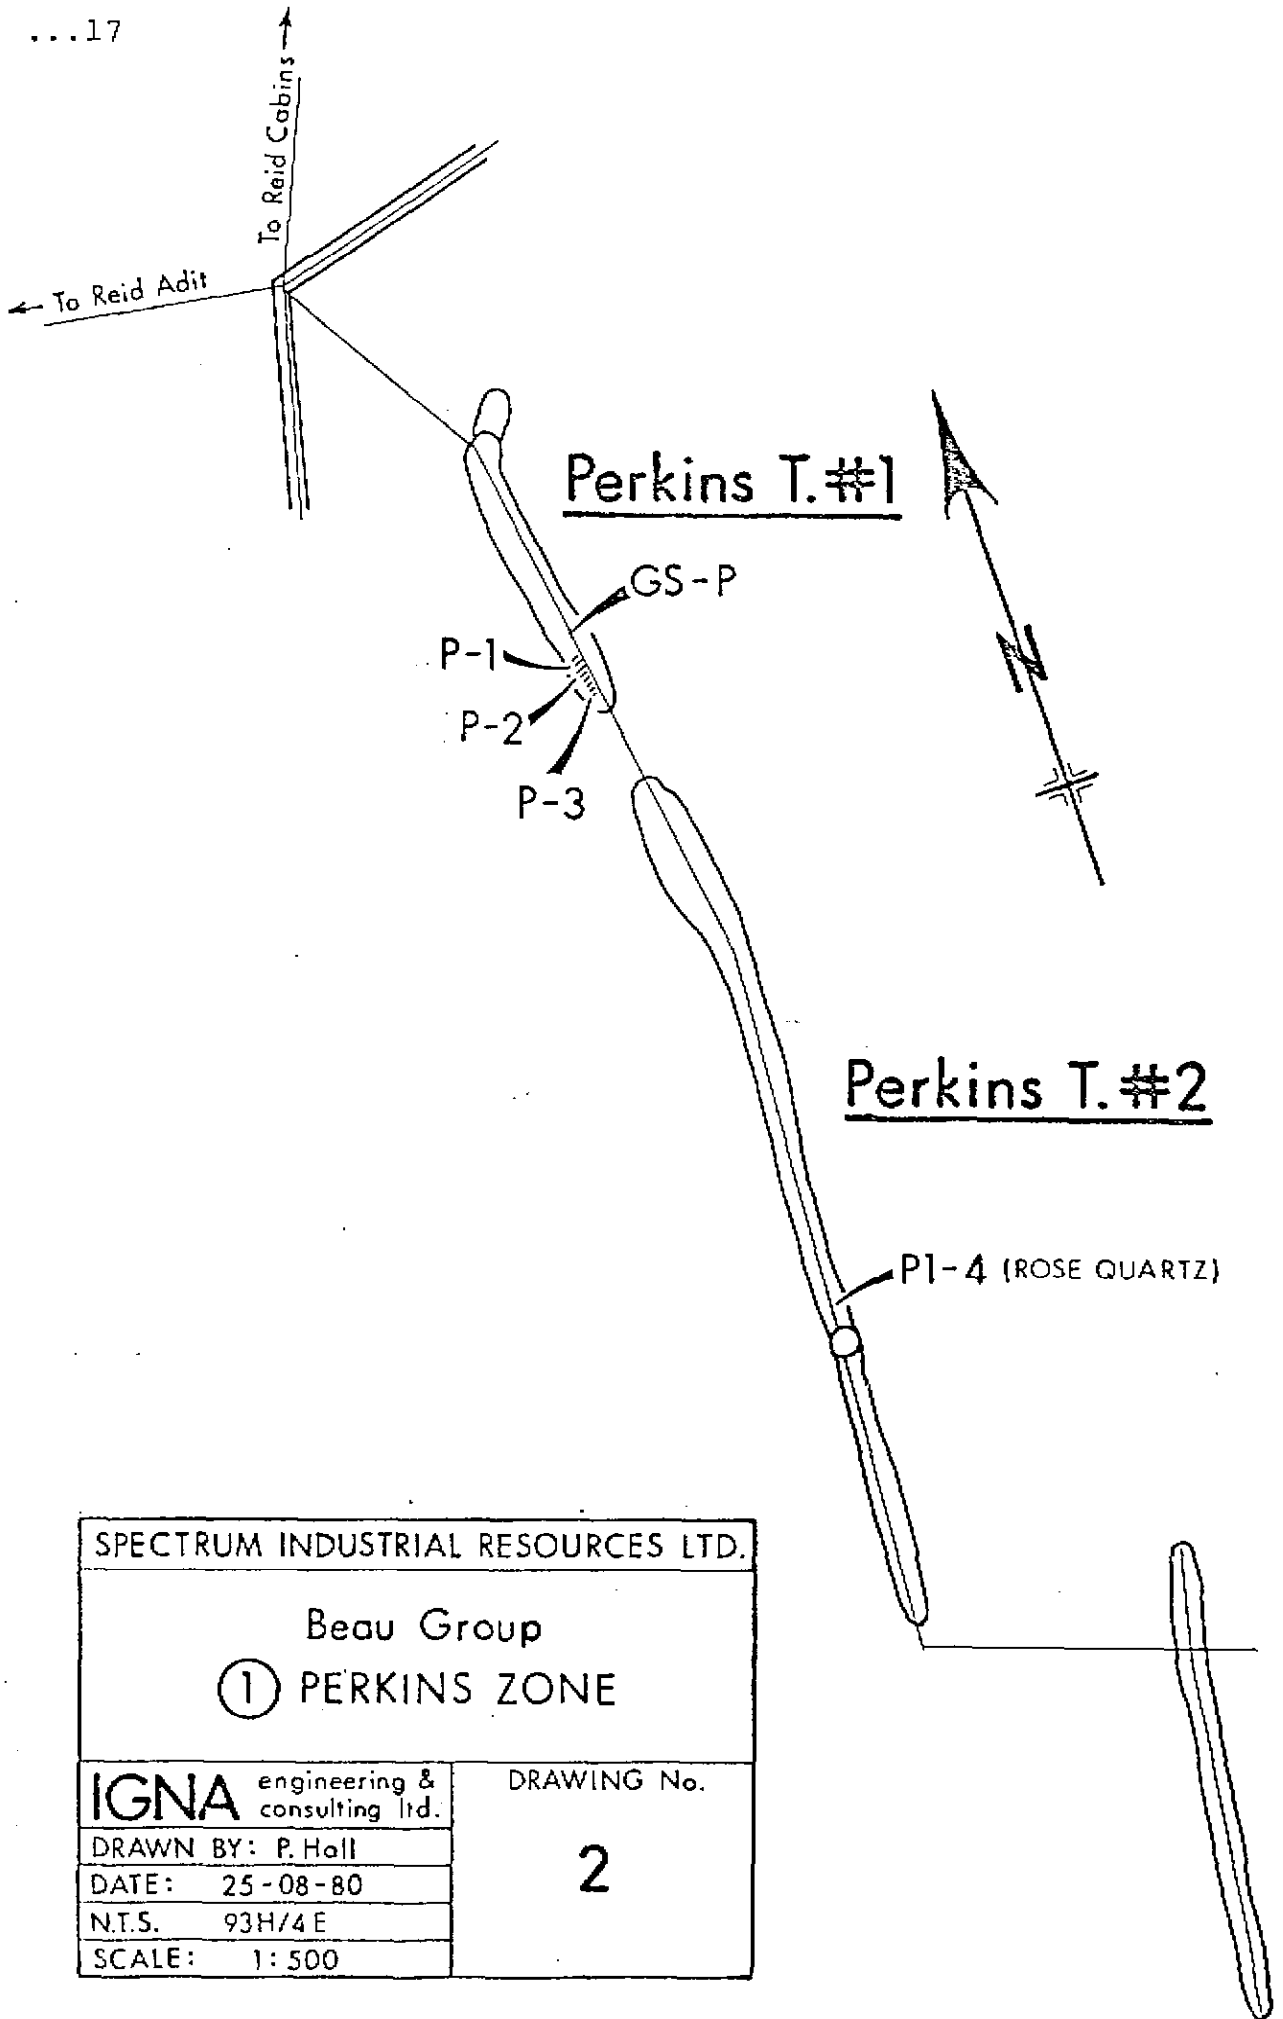 ...17
To Reid Cabins
To Reid Adit
Perkins T.#1
GS-P
P-1
P-2
P-3
N
Perkins T.#2
P1-4 (ROSE QUARTZ)
SPECTRUM INDUSTRIAL RESOURCES LTD.
Beau Group
1 PERKINS ZONE
IGNA engineering &
consulting ltd.
DRAWING No.
2
DRAWN BY: P. Hall
DATE: 25-08-80
N.T.S. 93H/4E
SCALE: 1:500